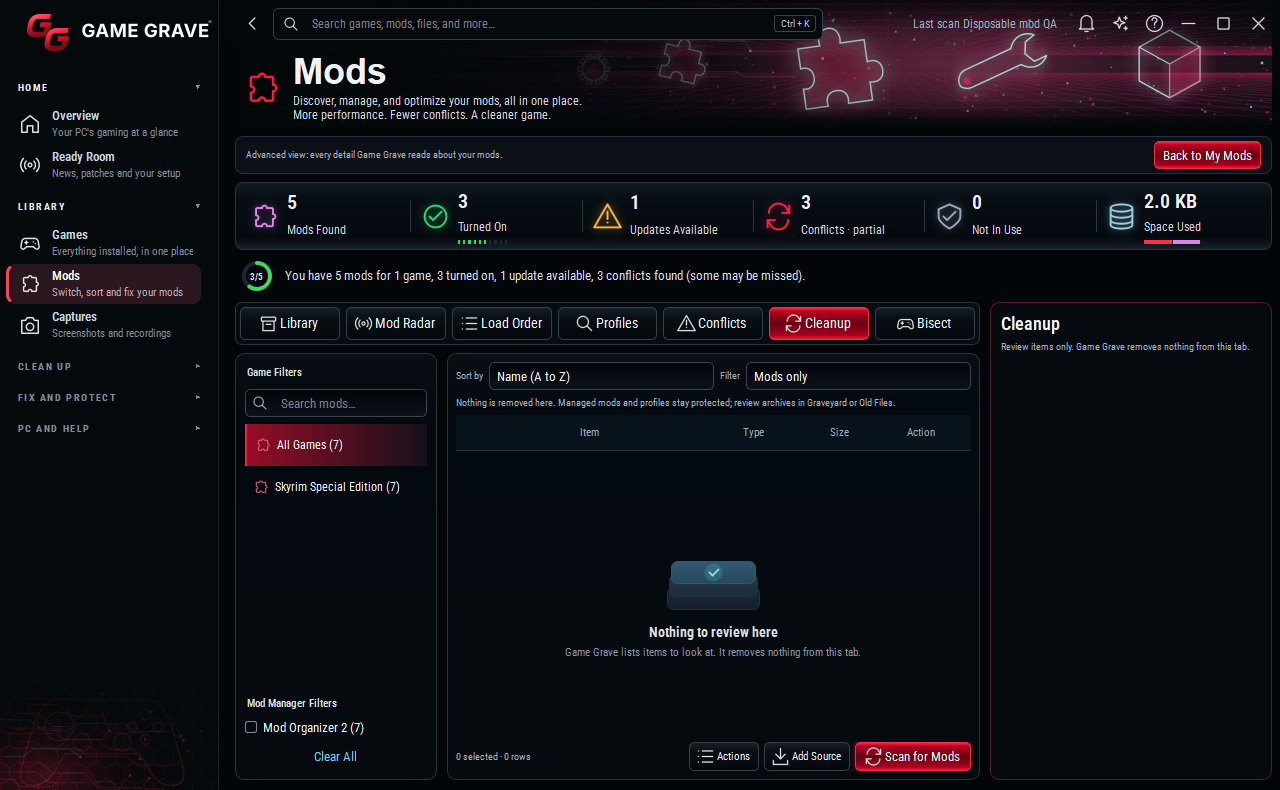 GAME GRAVE
Search games, mods, files, and more...
Ctrl + K
Last scan Disposable mod QA
Mods
Discover, manage, and optimize your mods, all in one place.
More performance. Fewer conflicts. A cleaner game.
HOME
Overview
Your PC's gaming at a glance
Ready Room
News, patches and your setup
LIBRARY
Games
Everything installed, in one place
Mods
Switch, sort and fix your mods
Captures
Screenshots and recordings
CLEAN UP
FIX AND PROTECT
PC AND HELP
Advanced view: every detail Game Grave reads about your mods.
Back to My Mods
5
Mods Found
3
Turned On
1
Updates Available
3
Conflicts · partial
0
Not In Use
2.0 KB
Space Used
3/5
You have 5 mods for 1 game, 3 turned on, 1 update available, 3 conflicts found (some may be missed).
Library
Mod Radar
Load Order
Profiles
Conflicts
Cleanup
Bisect
Game Filters
Search mods...
All Games (7)
Skyrim Special Edition (7)
Mod Manager Filters
Mod Organizer 2 (7)
Clear All
Sort by
Name (A to Z)
Filter
Mods only
Nothing is removed here. Managed mods and profiles stay protected; review archives in Graveyard or Old Files.
Item
Type
Size
Action
Nothing to review here
Game Grave lists items to look at. It removes nothing from this tab.
0 selected · 0 rows
Actions
Add Source
Scan for Mods
Cleanup
Review items only. Game Grave removes nothing from this tab.